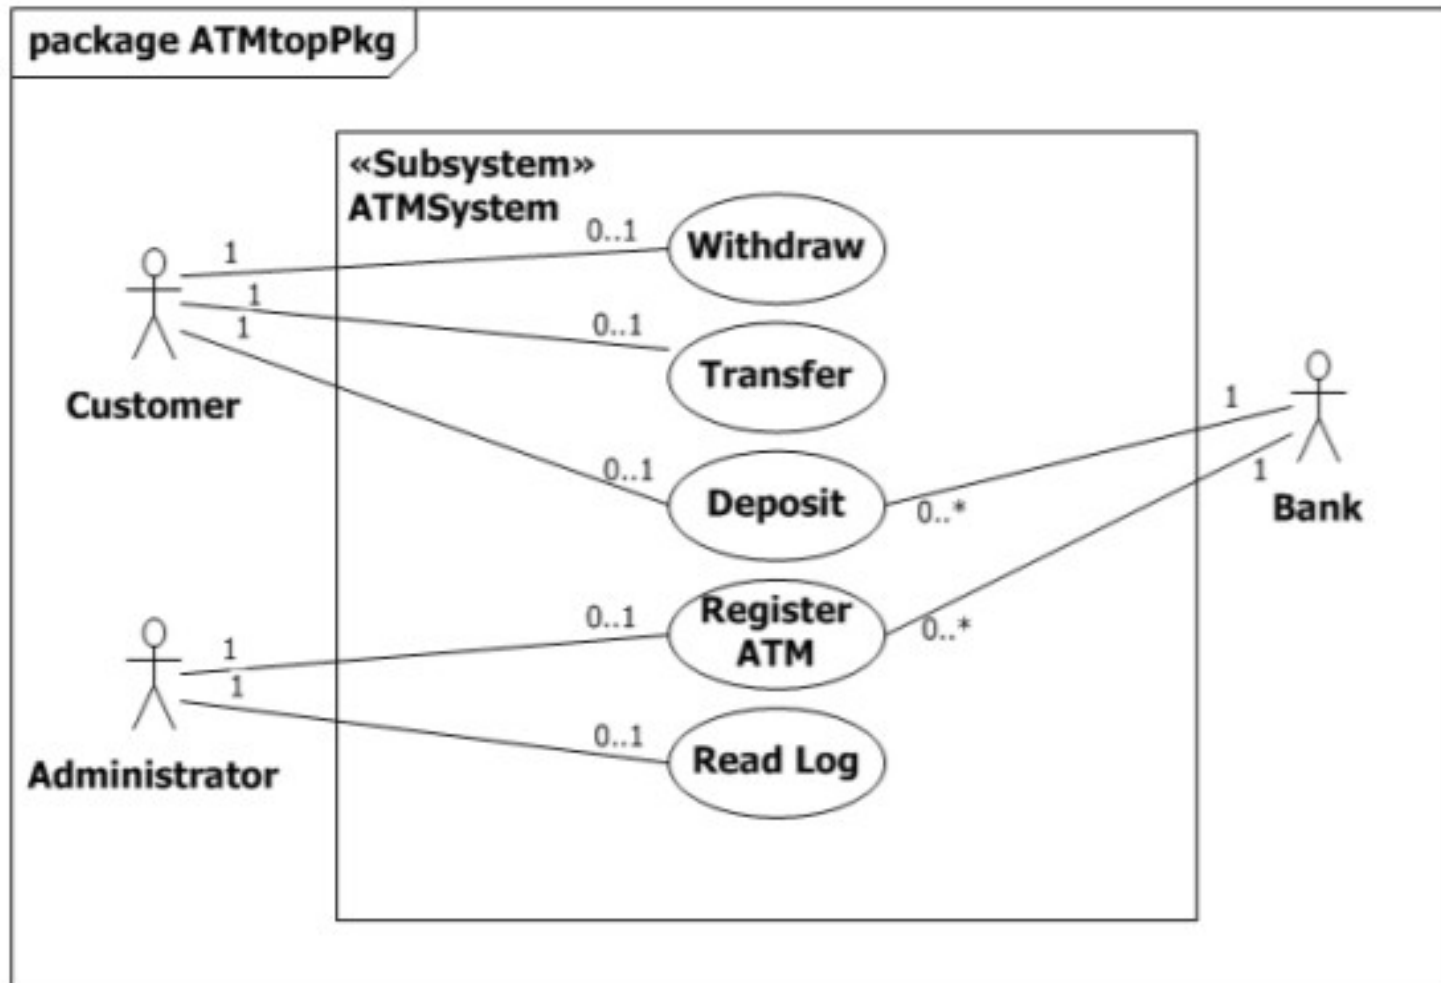 package ATMtopPkg
«Subsystem»
ATMSystem
1
0..1
Withdraw
1
0..1
Transfer
1
Customer
0..1
Deposit
1
0..*
1
Bank
1
0..1
Register
ATM
0..*
1
0..1
Read Log
Administrator